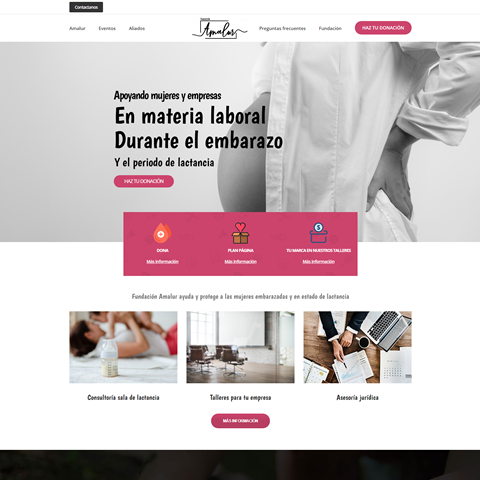 Contáctanos
Amalur
Eventos
Aliados
Amalur
Preguntas frecuentes
Fundación
HAZ TU DONACIÓN
Apoyando mujeres y empresas
En materia laboral
Durante el embarazo
Y el periodo de lactancia
HAZ TU DONACIÓN
DONA
Más Información
PLAN PÁGINA
Más Información
TU MARCA EN NUESTROS TALLERES
Más Información
Fundación Amalur ayuda y protege a las mujeres embarazadas y en estado de lactancia
Consultoría sala de lactancia
Talleres para tu empresa
Asesoría jurídica
MÁS INFORMACIÓN